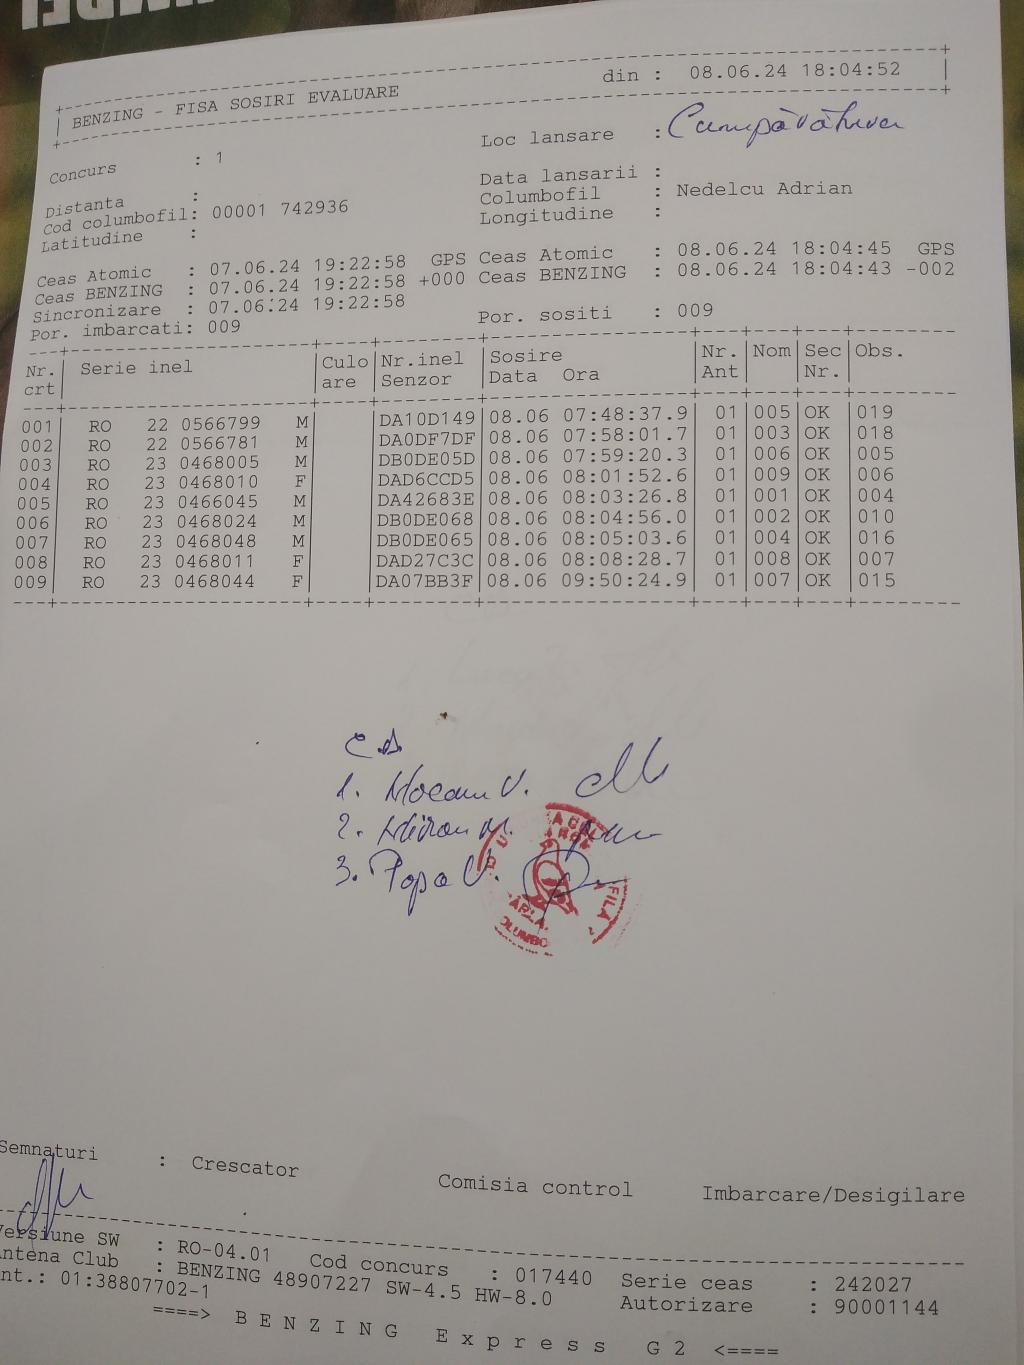 BENZING - FISA SOSIRI EVALUARE din : 08.06.24 18:04:52
Concurs : 1 Loc lansare :
Distanta : Data lansarii :
Cod columbofil: 00001 742936 Columbofil : Nedelcu Adrian
Latitudine : Longitudine :
Ceas Atomic : 07.06.24 19:22:58 GPS Ceas Atomic : 08.06.24 18:04:45 GPS
Ceas BENZING : 07.06.24 19:22:58 +000 Ceas BENZING : 08.06.24 18:04:43 -002
Sincronizare : 07.06.24 19:22:58
Por. imbarcati: 009 Por. sositi : 009
Nr. crt Serie inel Culoare Nr.inel Senzor Sosire Data Ora Nr. Ant Nom Sec Nr. Obs.
001 RO 22 0566799 M DA10D149 08.06 07:48:37.9 01 005 OK 019
002 RO 22 0566781 M DA0DF7DF 08.06 07:58:01.7 01 003 OK 018
003 RO 23 0468005 M DB0DE05D 08.06 07:59:20.3 01 006 OK 005
004 RO 23 0468010 F DAD6CCD5 08.06 08:01:52.6 01 009 OK 006
005 RO 23 0466045 M DA42683E 08.06 08:03:26.8 01 001 OK 004
006 RO 23 0468024 M DB0DE068 08.06 08:04:56.0 01 002 OK 010
007 RO 23 0468048 M DB0DE065 08.06 08:05:03.6 01 004 OK 016
008 RO 23 0468011 F DAD27C3C 08.06 08:08:28.7 01 008 OK 007
009 RO 23 0468044 F DA07BB3F 08.06 09:50:24.9 01 007 OK 015
1. Mocanu V.
2.
3. Popa V.
Semnaturi : Crescator Comisia control Imbarcare/Desigilare
Versiune SW : RO-04.01 Cod concurs : 017440 Serie ceas : 242027
Antena Club : BENZING 48907227 SW-4.5 HW-8.0 Autorizare : 90001144
nt.: 01:38807702-1
====> B E N Z I N G E x p r e s s G 2 <====